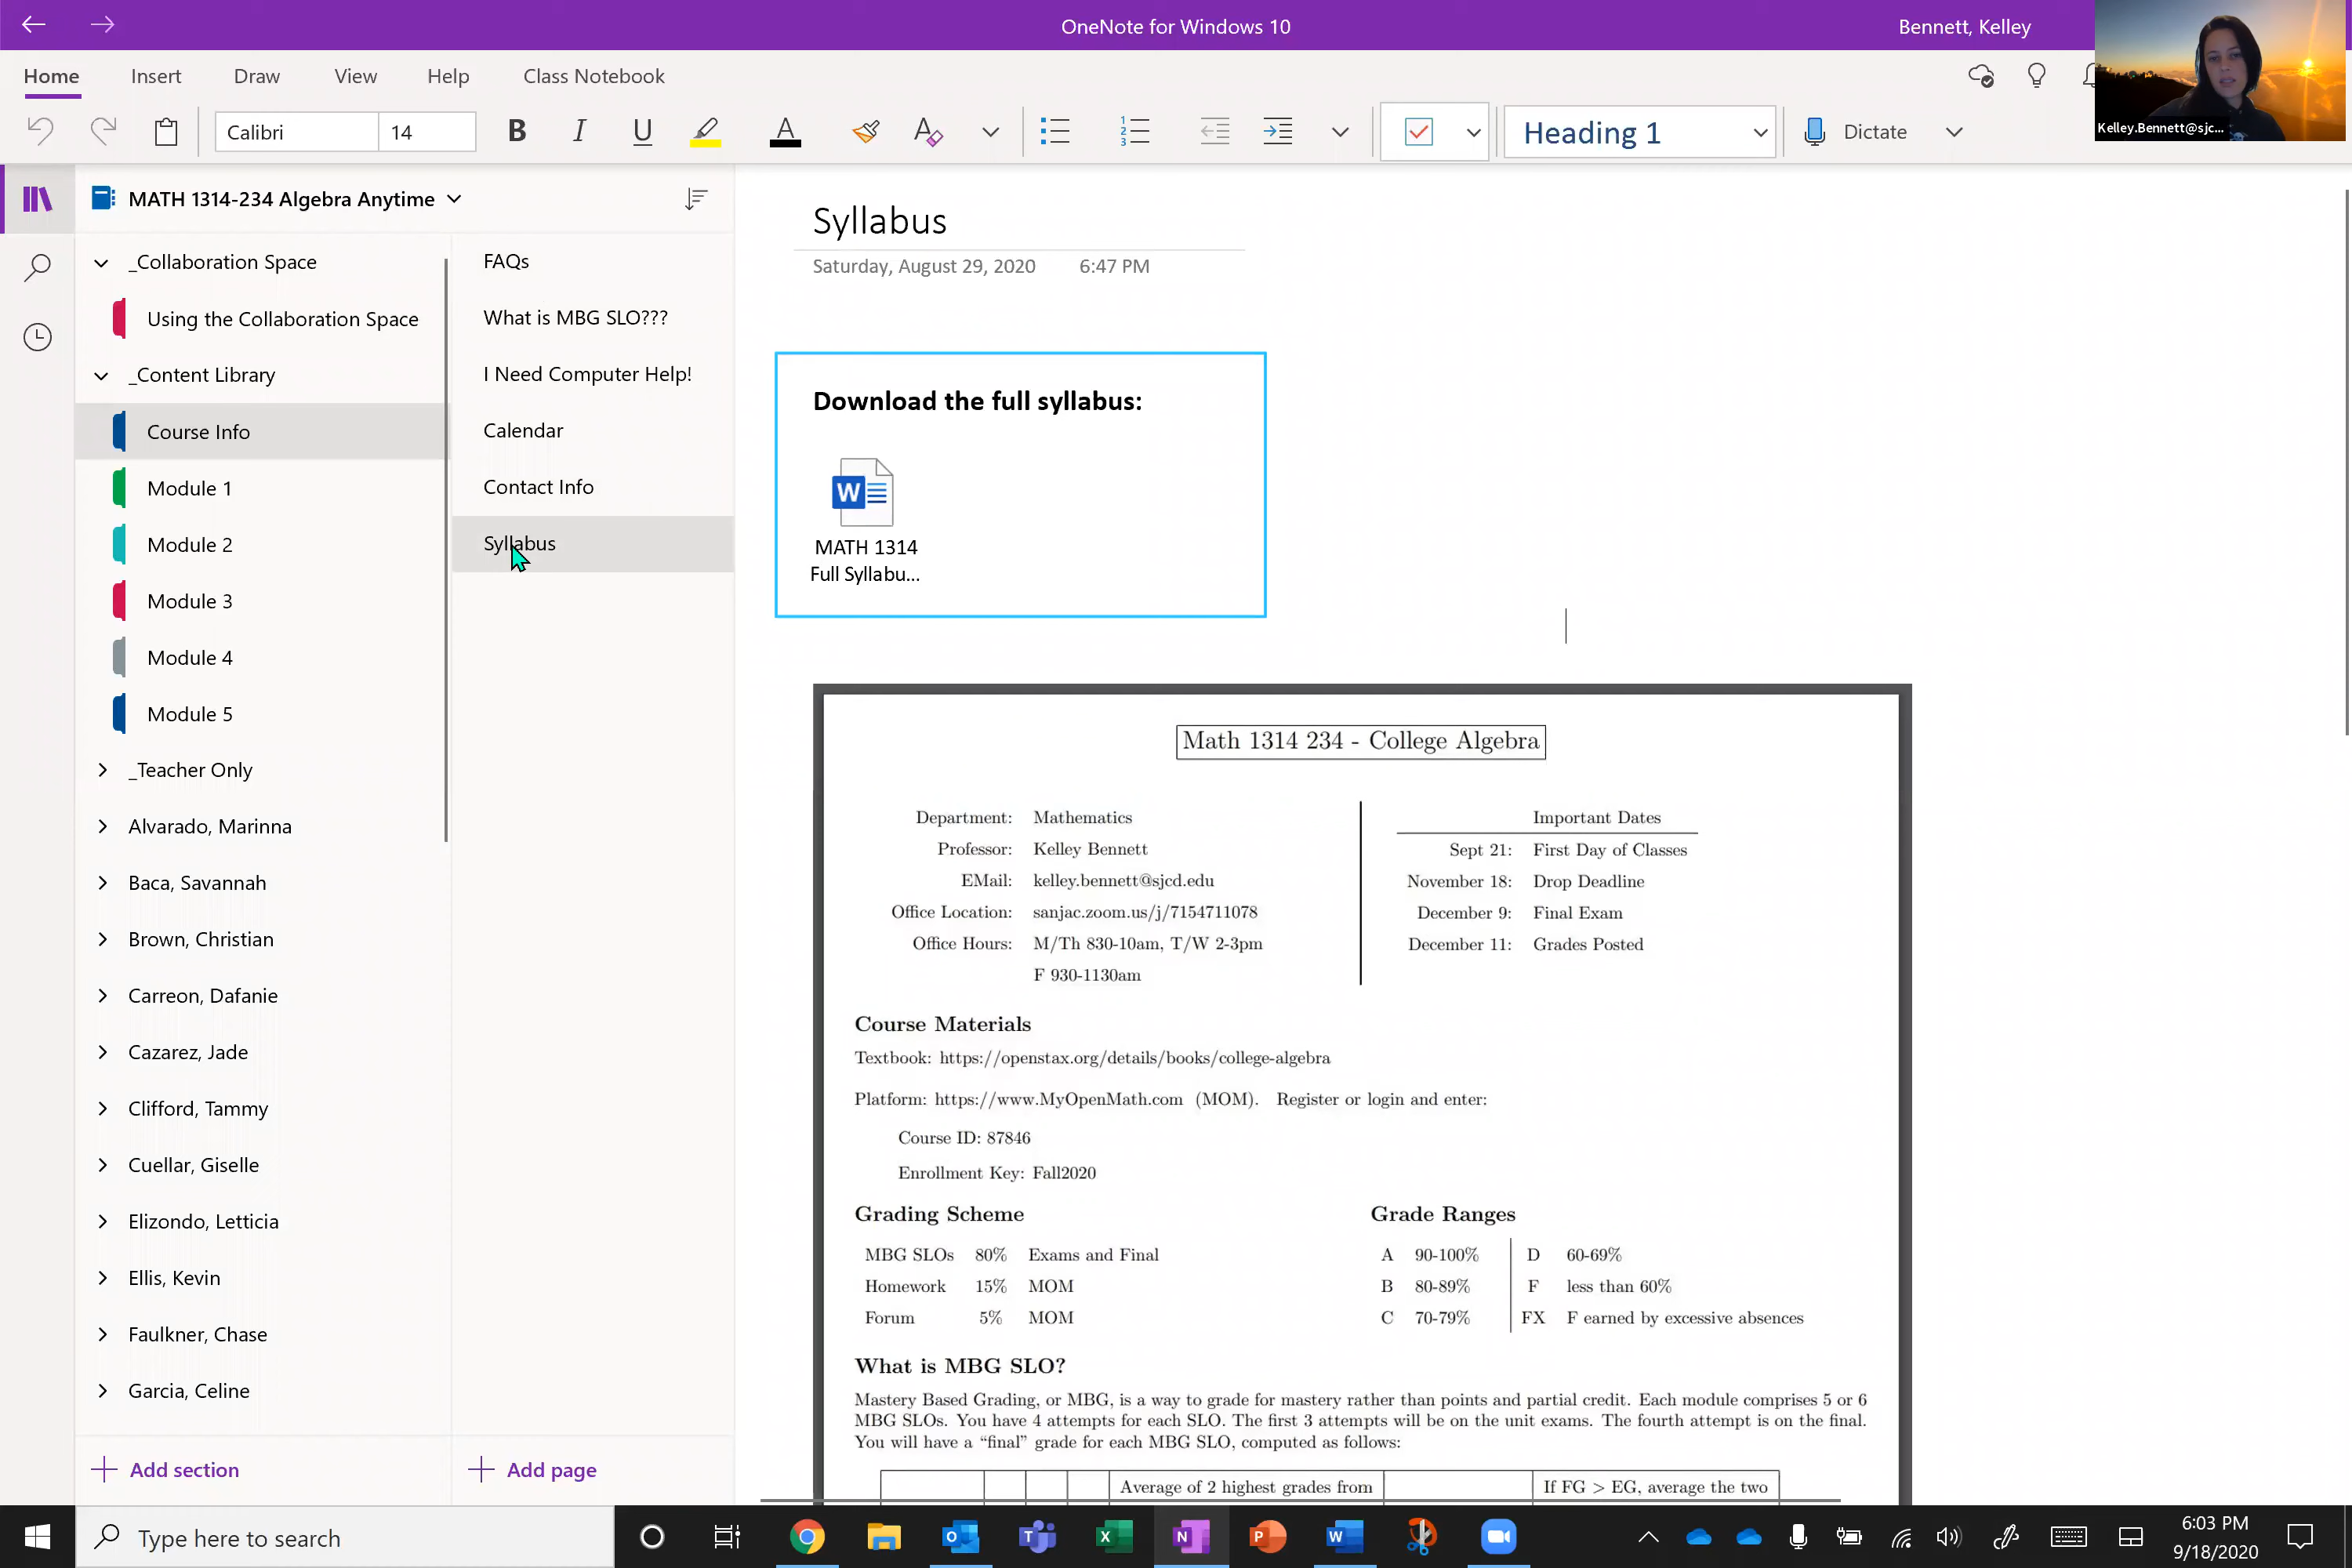 OneNote for Windows 10
Bennett, Kelley
Home Insert Draw View Help Class Notebook
Calibri 14 B I U A Heading 1 Dictate
Kelley.Bennett@sjc...
MATH 1314-234 Algebra Anytime
_Collaboration Space
Using the Collaboration Space
_Content Library
Course Info
Module 1
Module 2
Module 3
Module 4
Module 5
_Teacher Only
Alvarado, Marinna
Baca, Savannah
Brown, Christian
Carreon, Dafanie
Cazarez, Jade
Clifford, Tammy
Cuellar, Giselle
Elizondo, Letticia
Ellis, Kevin
Faulkner, Chase
Garcia, Celine
Add section
FAQs
What is MBG SLO???
I Need Computer Help!
Calendar
Contact Info
Syllabus
Add page
Syllabus
Saturday, August 29, 2020 6:47 PM
Download the full syllabus:
W
MATH 1314
Full Syllabu...
Math 1314 234 - College Algebra
Department: Mathematics
Professor: Kelley Bennett
EMail: kelley.bennett@sjcd.edu
Office Location: sanjac.zoom.us/j/7154711078
Office Hours: M/Th 830-10am, T/W 2-3pm
F 930-1130am
Important Dates
Sept 21: First Day of Classes
November 18: Drop Deadline
December 9: Final Exam
December 11: Grades Posted
Course Materials
Textbook: https://openstax.org/details/books/college-algebra
Platform: https://www.MyOpenMath.com (MOM). Register or login and enter:
Course ID: 87846
Enrollment Key: Fall2020
Grading Scheme
MBG SLOs 80% Exams and Final
Homework 15% MOM
Forum 5% MOM
Grade Ranges
A 90-100% D 60-69%
B 80-89% F less than 60%
C 70-79% FX F earned by excessive absences
What is MBG SLO?
Mastery Based Grading, or MBG, is a way to grade for mastery rather than points and partial credit. Each module comprises 5 or 6
MBG SLOs. You have 4 attempts for each SLO. The first 3 attempts will be on the unit exams. The fourth attempt is on the final.
You will have a “final” grade for each MBG SLO, computed as follows:
Average of 2 highest grades from If FG > EG, average the two
Type here to search
6:03 PM
9/18/2020